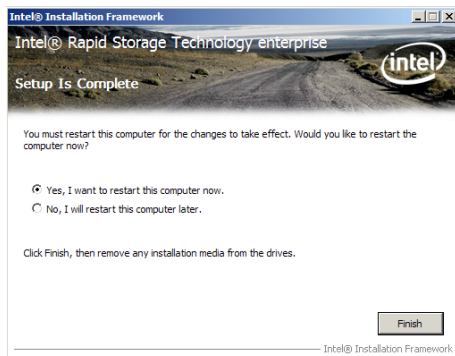 Intel® Installation Framework
Intel® Rapid Storage Technology enterprise
intel
Setup Is Complete
You must restart this computer for the changes to take effect. Would you like to restart the
computer now?
Yes, I want to restart this computer now.
No, I will restart this computer later.
Click Finish, then remove any installation media from the drives.
Finish
Intel® Installation Framework